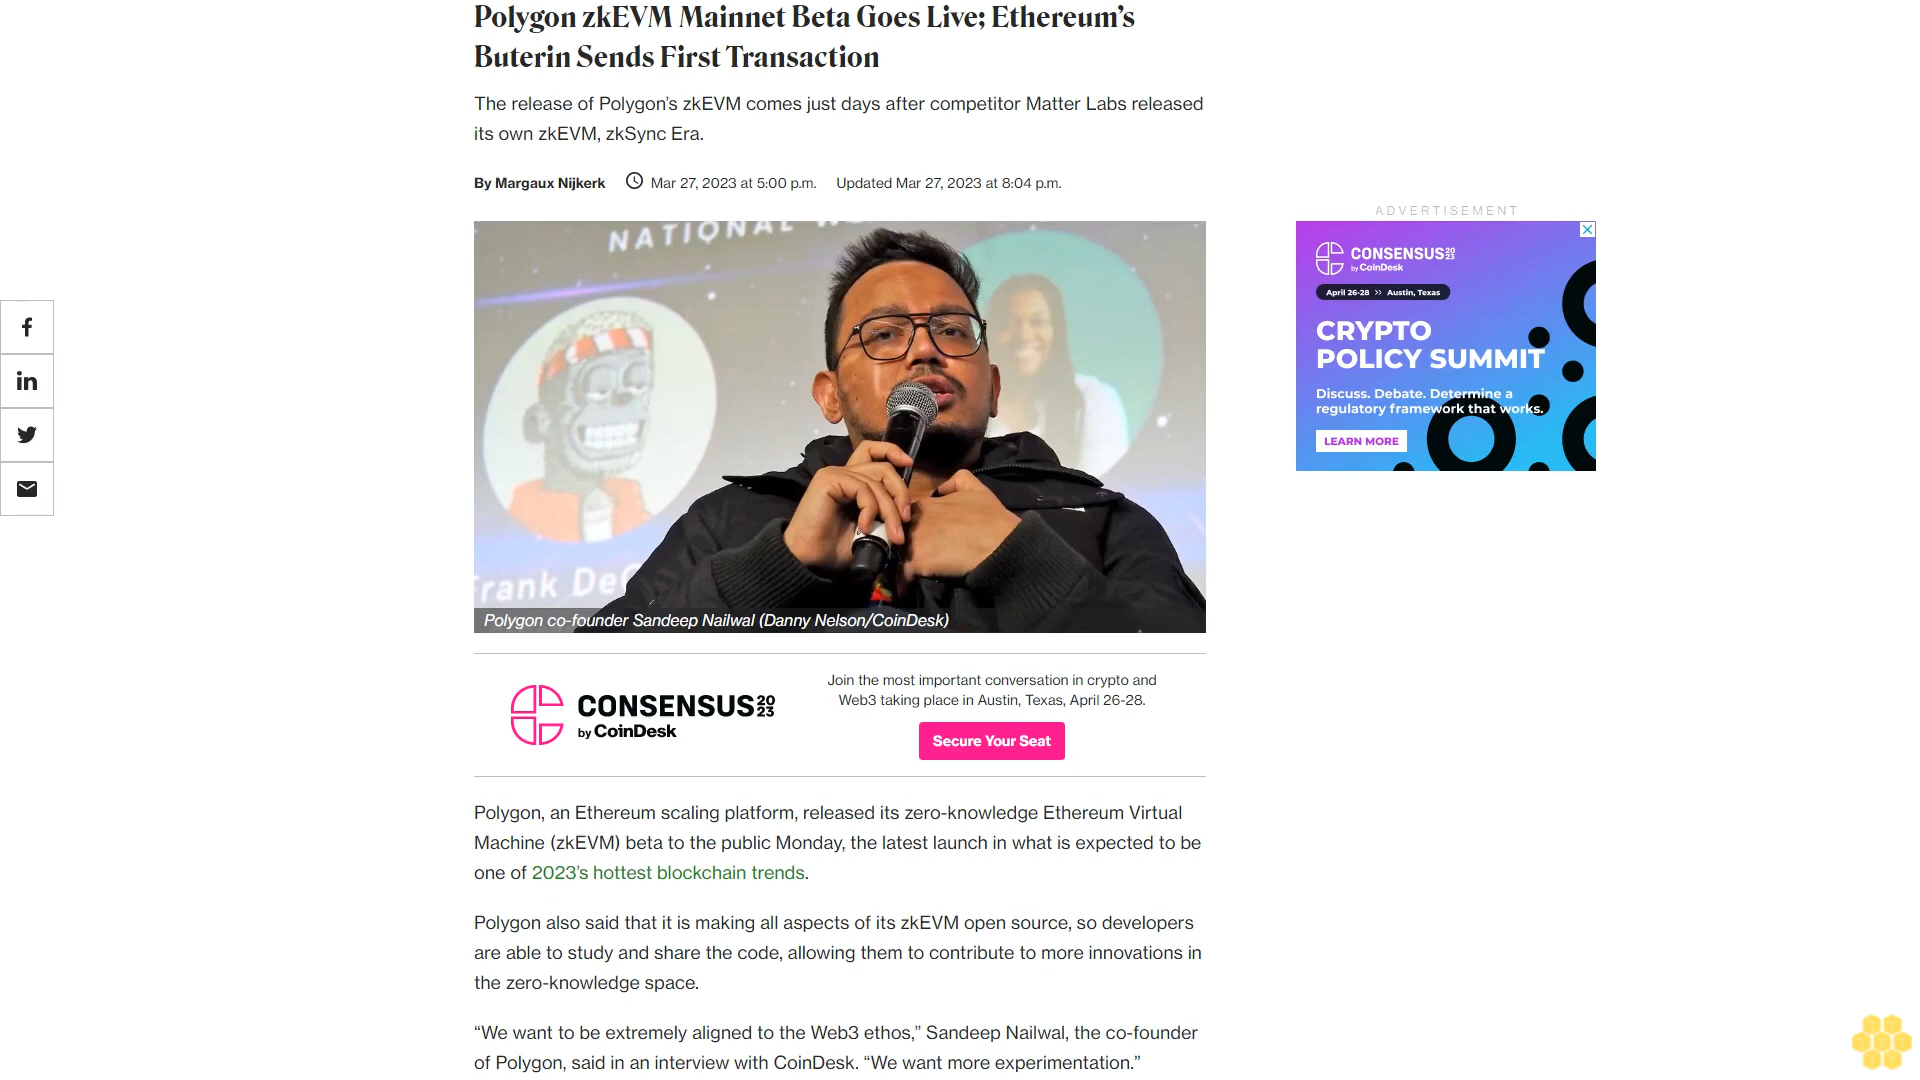 Polygon zkEVM Mainnet Beta Goes Live; Ethereum’s
Buterin Sends First Transaction
The release of Polygon’s zkEVM comes just days after competitor Matter Labs released
its own zkEVM, zkSync Era.
By Margaux Nijkerk Mar 27, 2023 at 5:00 p.m. Updated Mar 27, 2023 at 8:04 p.m.
NATIONAL
Frank
Polygon co-founder Sandeep Nailwal (Danny Nelson/CoinDesk)
ADVERTISEMENT
CONSENSUS 2023
by CoinDesk
April 26-28 >> Austin, Texas
CRYPTO
POLICY SUMMIT
Discuss. Debate. Determine a
regulatory framework that works.
LEARN MORE
CONSENSUS 2023
by CoinDesk
Join the most important conversation in crypto and
Web3 taking place in Austin, Texas, April 26-28.
Secure Your Seat
Polygon, an Ethereum scaling platform, released its zero-knowledge Ethereum Virtual
Machine (zkEVM) beta to the public Monday, the latest launch in what is expected to be
one of 2023’s hottest blockchain trends.
Polygon also said that it is making all aspects of its zkEVM open source, so developers
are able to study and share the code, allowing them to contribute to more innovations in
the zero-knowledge space.
“We want to be extremely aligned to the Web3 ethos,” Sandeep Nailwal, the co-founder
of Polygon, said in an interview with CoinDesk. “We want more experimentation.”